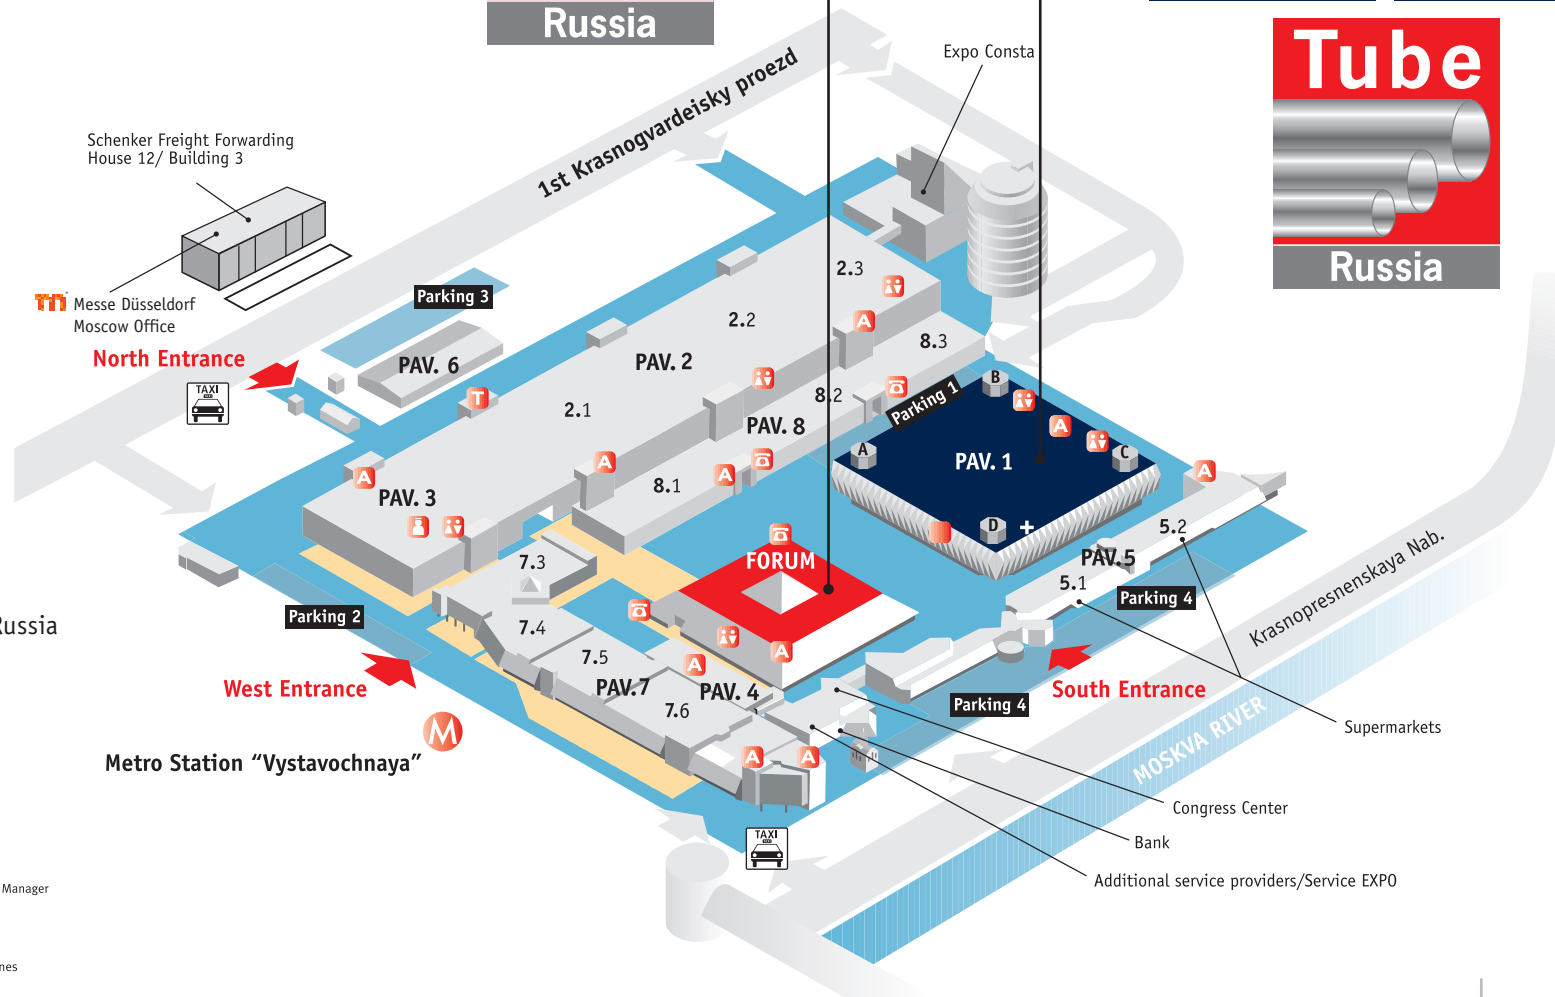 Russia
Tube
Russia
Expo Consta
1st Krasnogvardeisky proezd
Schenker Freight Forwarding
House 12/ Building 3
Messe Düsseldorf
Moscow Office
North Entrance
TAXI
Parking 3
PAV. 6
T
2.3
2.2
PAV. 2
2.1
A
8.3
8.2
PAV. 8
8.1
A
A
Parking 1
B
A
PAV. 1
A
C
D
A
PAV. 3
A
5.2
PAV.5
5.1
Parking 4
7.3
FORUM
Parking 2
7.4
7.5
PAV.7
PAV. 4
7.6
A
A
A
A
West Entrance
M
Metro Station “Vystavochnaya”
South Entrance
Parking 4
Krasnopresnenskaya Nab.
MOSKVA RIVER
Supermarkets
Congress Center
Bank
Additional service providers/Service EXPO
TAXI
Russia
Manager
nes